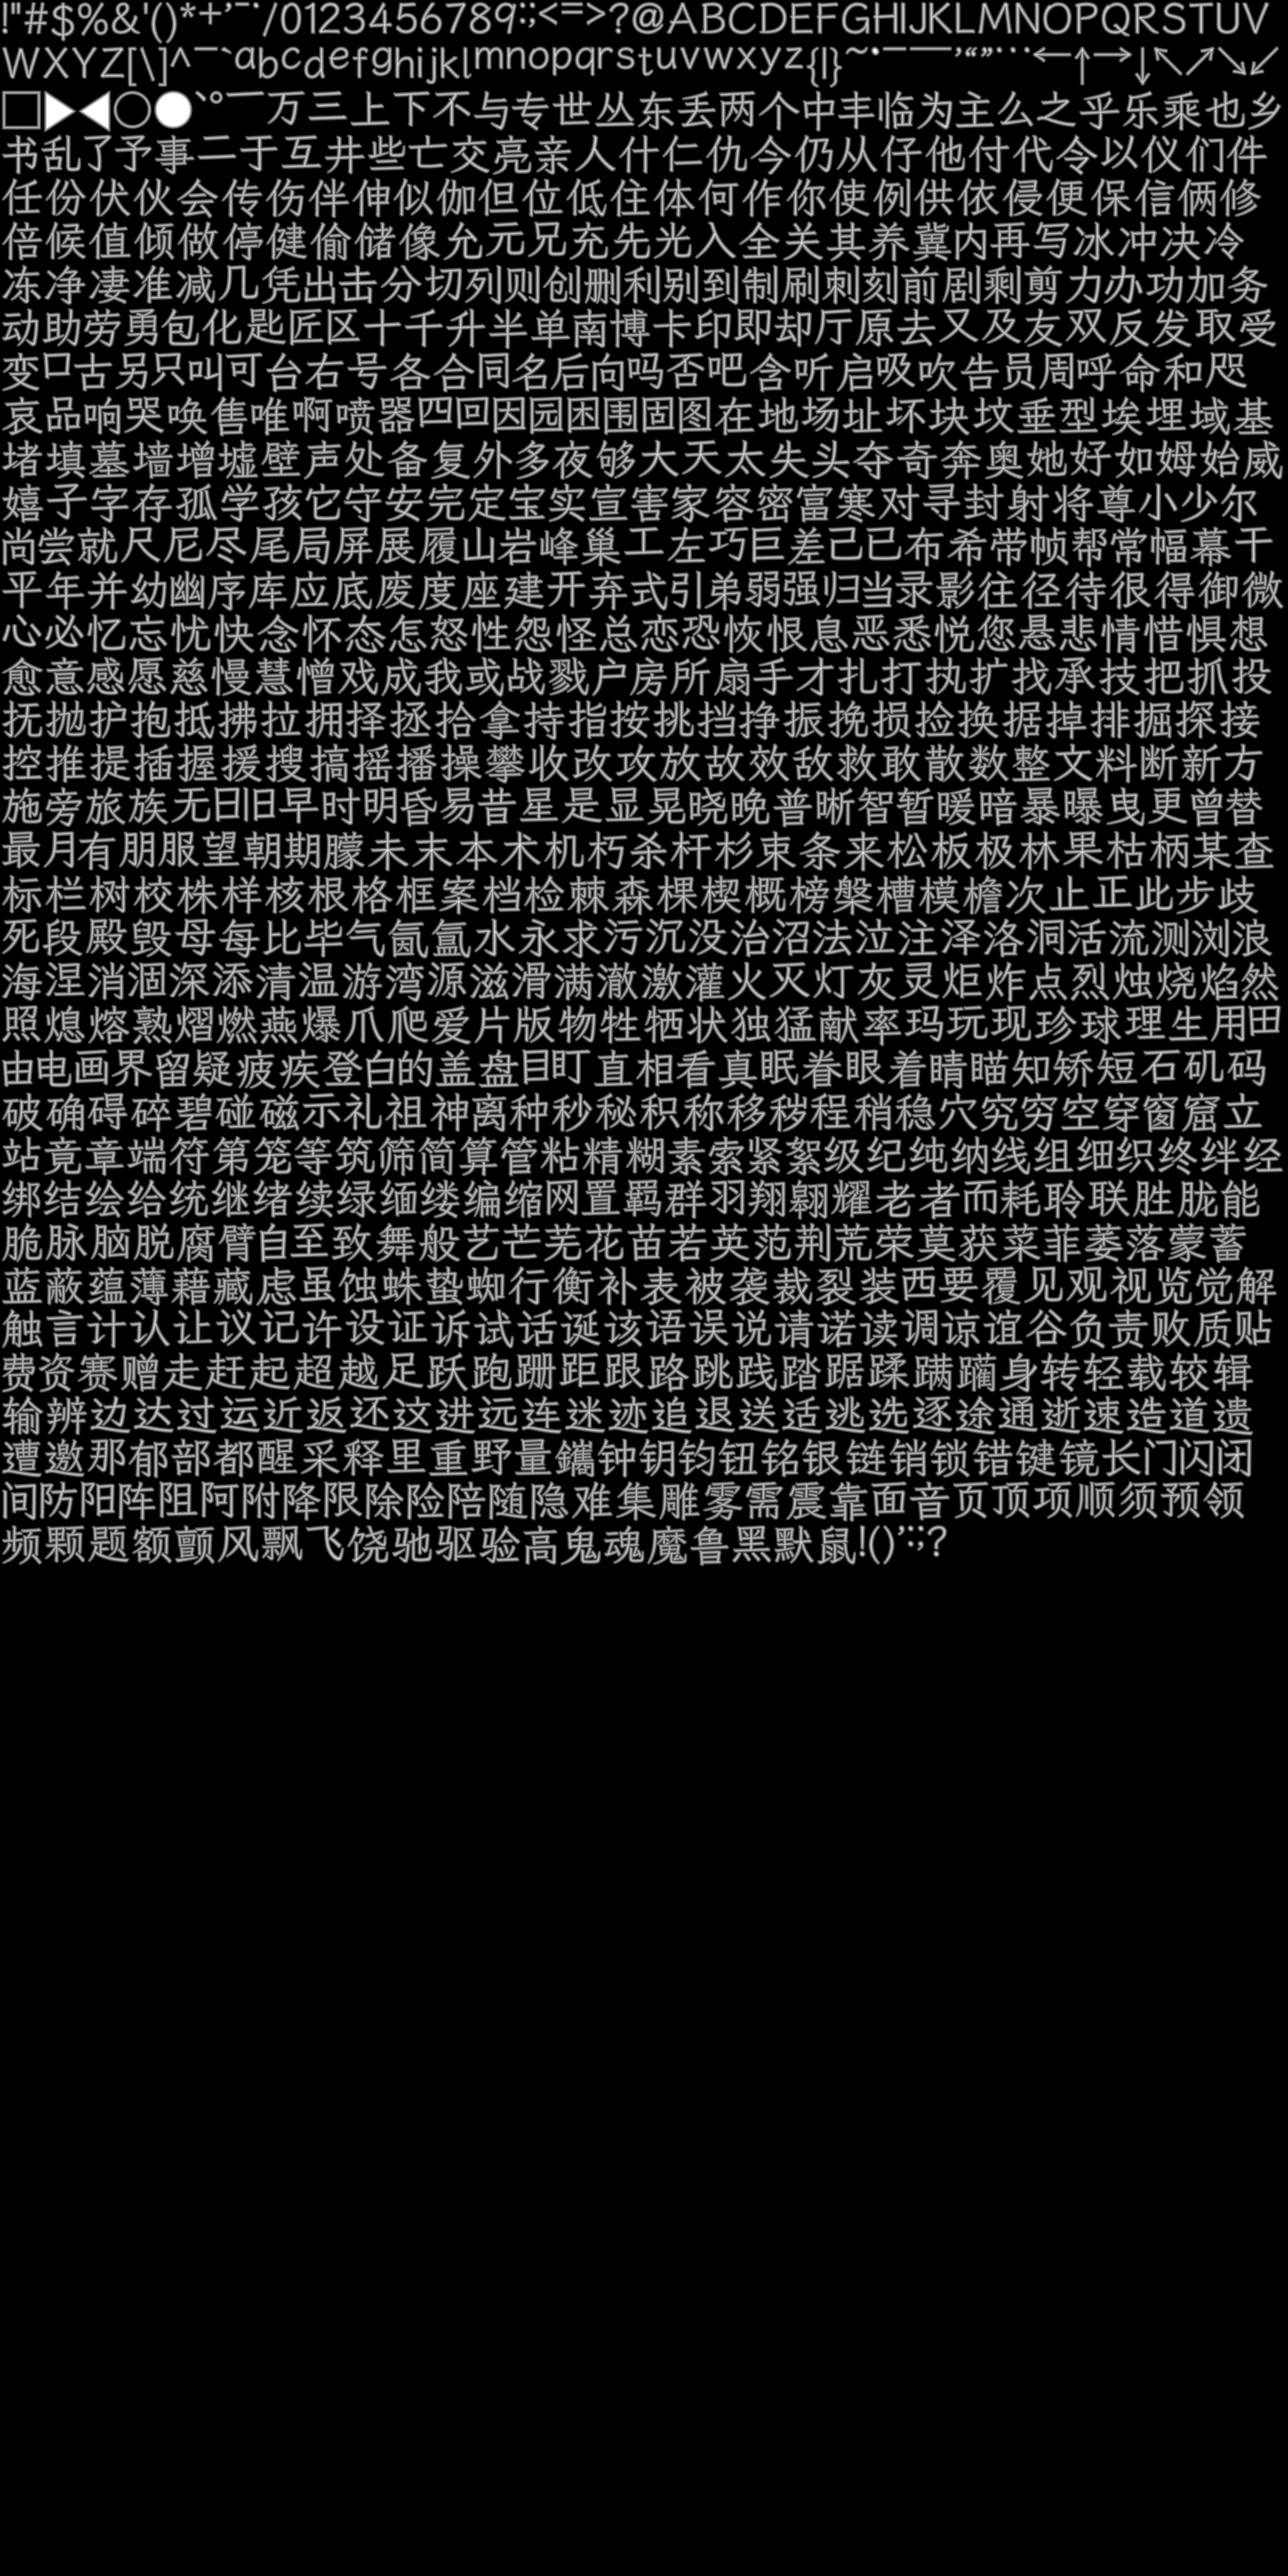 !"#$%&'()*+,-./0123456789:;<=>?@ABCDEFGHIJKLMNOPQRSTUV
WXYZ[\]^_`abcdefghijklmnopqrstuvwxyz{|}~·–—’“”…←↑→↓↖↗↘↙
□▶◀○●、。一万三上下不与专世丛东丢两个中丰临为主么之乎乐乘也乡
书乱了予事二于互井些亡交亮亲人什仁仇今仍从仔他付代令以仪们件
任份伏伙会传伤伴伸似伽但位低住体何作你使例供依侵便保信俩修
倍候值倾做停健偷储像允元兄充先光入全关其养冀内再写冰冲决冷
冻净凄准减几凭出击分切列则创删利别到制刷刺刻前剧剩剪力办功加务
动助劳勇包化匙匠区十千升半单南博卡印即却厅原去又及友双反发取受
变口古另只叫可台右号各合同名后向吗否吧含听启吸吹告员周呼命和咫
哀品响哭唤售唯啊喷器四回因园困围固图在地场址坏块坟垂型埃埋域基
堵填墓墙增墟壁声处备复外多夜够大天太失头夺奇奔奥她好如姆始威
嬉子字存孤学孩它守安完定宝实宣害家容密富寒对寻封射将尊小少尔
尚尝就尺尼尽尾局屏展履山岩峰巢工左巧巨差己已布希带帧帮常幅幕干
平年并幼幽序库应底废度座建开弃式引弟弱强归当录影往径待很得御微
心必忆忘忧快念怀态怎怒性怨怪总恋恐恢恨息恶悉悦您悬悲情惜惧想
愈意感愿慈慢慧憎戏成我或战戮户房所扇手才扎打执扩找承技把抓投
抚抛护抱抵拂拉拥择拯拾拿持指按挑挡挣振挽损捡换据掉排掘探接
控推提插握援搜搞摇播操攀收改攻放故效敌救敢散数整文料断新方
施旁旅族无日旧早时明昏易昔星是显晃晓晚普晰智暂暖暗暴曝曳更曾替
最月有朋服望朝期朦未末本术机朽杀杆杉束条来松板极林果枯柄某查
标栏树校株样核根格框案档检棘森棵楔概榜槃槽模檐次止正此步歧
死段殿毁母每比毕气氤氲水永求污沉没治沼法泣注泽洛洞活流测浏浪
海涅消涸深添清温游湾源滋滑满澈激灌火灭灯灰灵炬炸点烈烛烧焰然
照熄熔熟熠燃燕爆爪爬爱片版物牲牺状独猛献率玛玩现珍球理生用田
由电画界留疑疲疾登白的盖盘目盯直相看真眠眷眼着睛瞄知矫短石矶码
破确碍碎碧碰磁示礼祖神离种秒秘积称移秽程稍稳穴究穷空穿窗窟立
站竟章端符第笼等筑筛简算管粘精糊素索紧絮级纪纯纳线组细织终绊经
绑结绘给统继绪续绿缅缕编缩网置羁群羽翔翱耀老者而耗聆联胜胧能
脆脉脑脱腐臂自至致舞般艺芒芜花苗若英范荆荒荣莫获菜菲萎落蒙蓄
蓝蔽蕴薄藉藏虑虽蚀蛛蛰蜘行衡补表被袭裁裂装西要覆见观视览觉解
触言计认让议记许设证诉试话诞该语误说请诺读调谅谊谷负责败质贴
费资赛赠走赶起超越足跃跑跚距跟路跳践踏踞蹂蹒躏身转轻载较辑
输辨边达过运近返还这进远连迷迹追退送适逃选逐途通逝速造道遗
遭邀那郁部都醒采释里重野量鑴钟钥钧钮铭银链销锁错键镜长门闪闭
间防阳阵阻阿附降限除险陪随隐难集雕雾需震靠面音页顶项顺须预领
频颗题额颤风飘飞饶驰驱验高鬼魂魔鲁黑默鼠!(),:;?